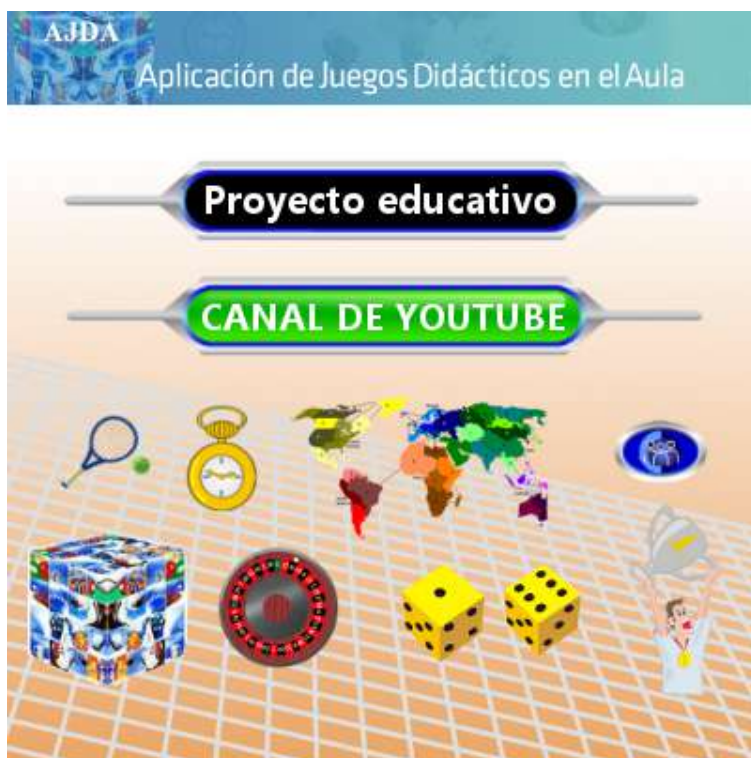 AJDA
Aplicación de Juegos Didácticos en el Aula
Proyecto educativo
CANAL DE YOUTUBE